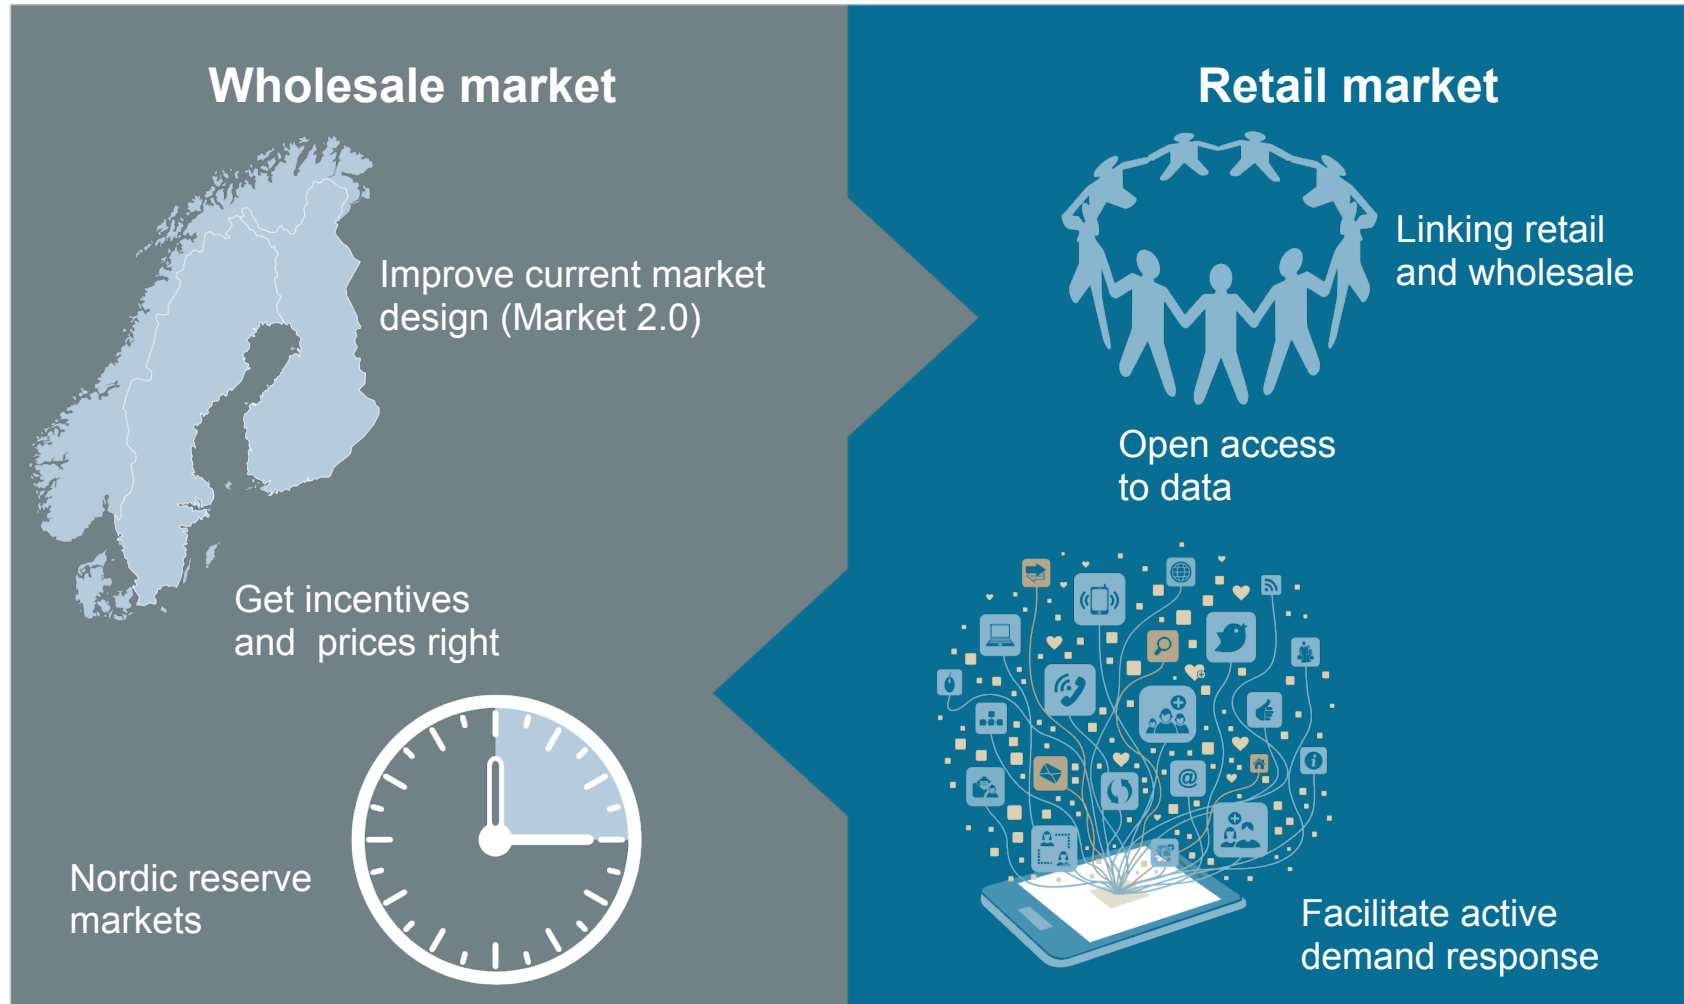 Wholesale market
Improve current market
design (Market 2.0)
Get incentives
and  prices right
Nordic reserve
markets
Retail market
Linking retail
and wholesale
Open access
to data
@
i
Facilitate active
demand response